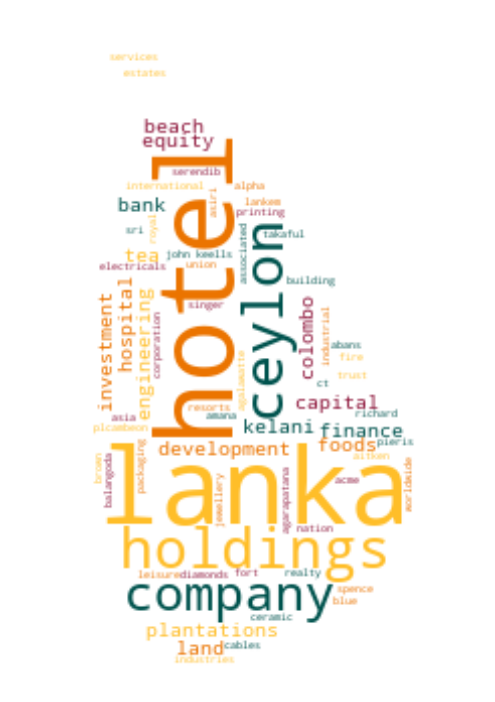 services
estates
beach
equity
serendib
international
alpha
asiri
bank
lankem
printing
royal
sri
hotel
associated
takaful
tea
john keells
electricals
union
ceylon
building
investment
hospital
engineering
corporation
singer
colombo
industrial
abans
agalamatte
fire
trust
ct
resorts
capital
asia
amana
richard
plcambeon
kelani
finance
development
foods
pieris
brown
balangoda
packaging
lanka
aitken
jewellery
agarapatana
acme
worldwide
nation
holdings
leisure
diamonds
fort
realty
company
spence
blue
ceramic
plantations
land
cables
industries